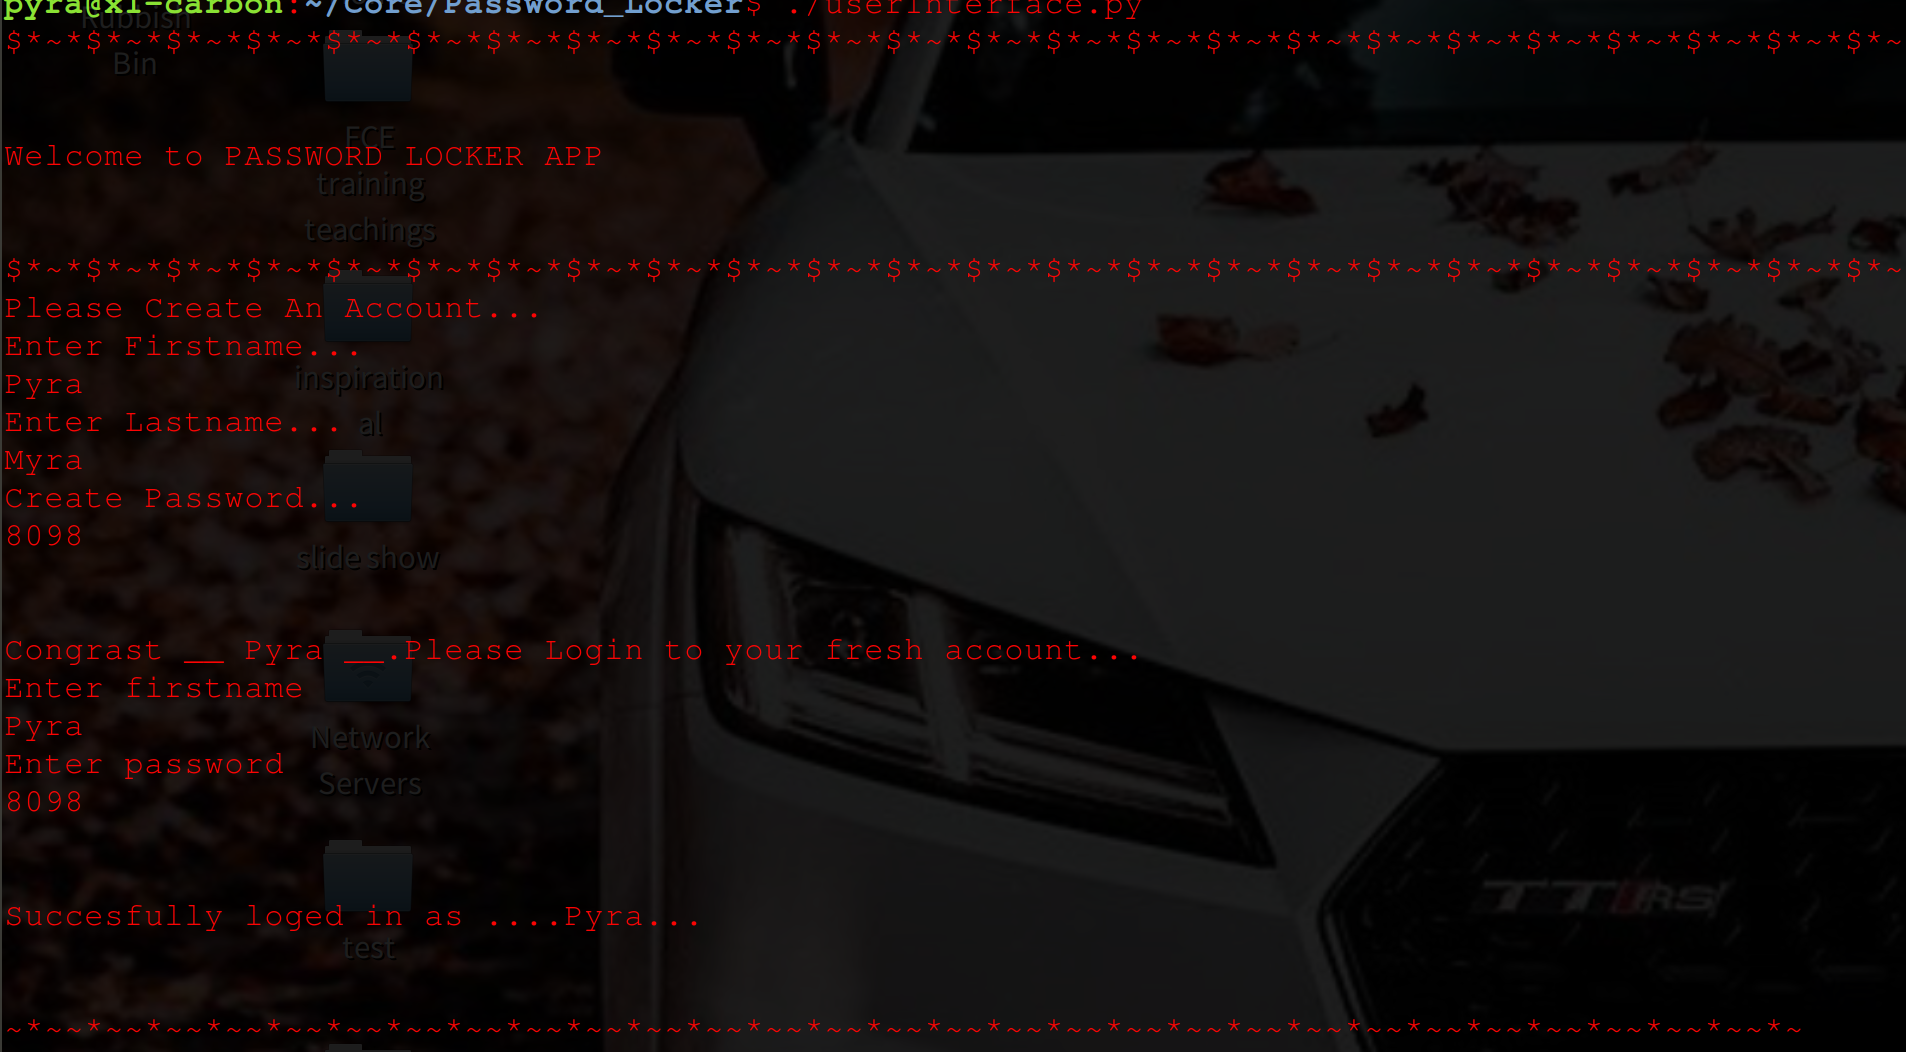 pyra@x1-carbon:~/Core/Password_Locker$ ./userinterface.py
Rubbish
Bin
$*~*$*~*$*~*$*~*$*~*$*~*$*~*$*~*$*~*$*~*$*~*$*~*$*~*$*~*$*~*$*~*$*~*$*~*$*~*$*~*$*~*$*~*$*~*$*~
FCE
training
teachings
Welcome to PASSWORD LOCKER APP
$*~*$*~*$*~*$*~*$*~*$*~*$*~*$*~*$*~*$*~*$*~*$*~*$*~*$*~*$*~*$*~*$*~*$*~*$*~*$*~*$*~*$*~*$*~*$*~
Please Create An Account...
Enter Firstname...
inspiration
al
Pyra
Enter Lastname...
Myra
Create Password...
8098
slide show
Congrast __ Pyra __.Please Login to your fresh account...
Enter firstname
Pyra
Network
Servers
Enter password
8098
Succesfully loged in as ....Pyra...
test
TT RS
~*~~*~~*~~*~~*~~*~~*~~*~~*~~*~~*~~*~~*~~*~~*~~*~~*~~*~~*~~*~~*~~*~~*~~*~~*~~*~~*~~*~~*~~*~